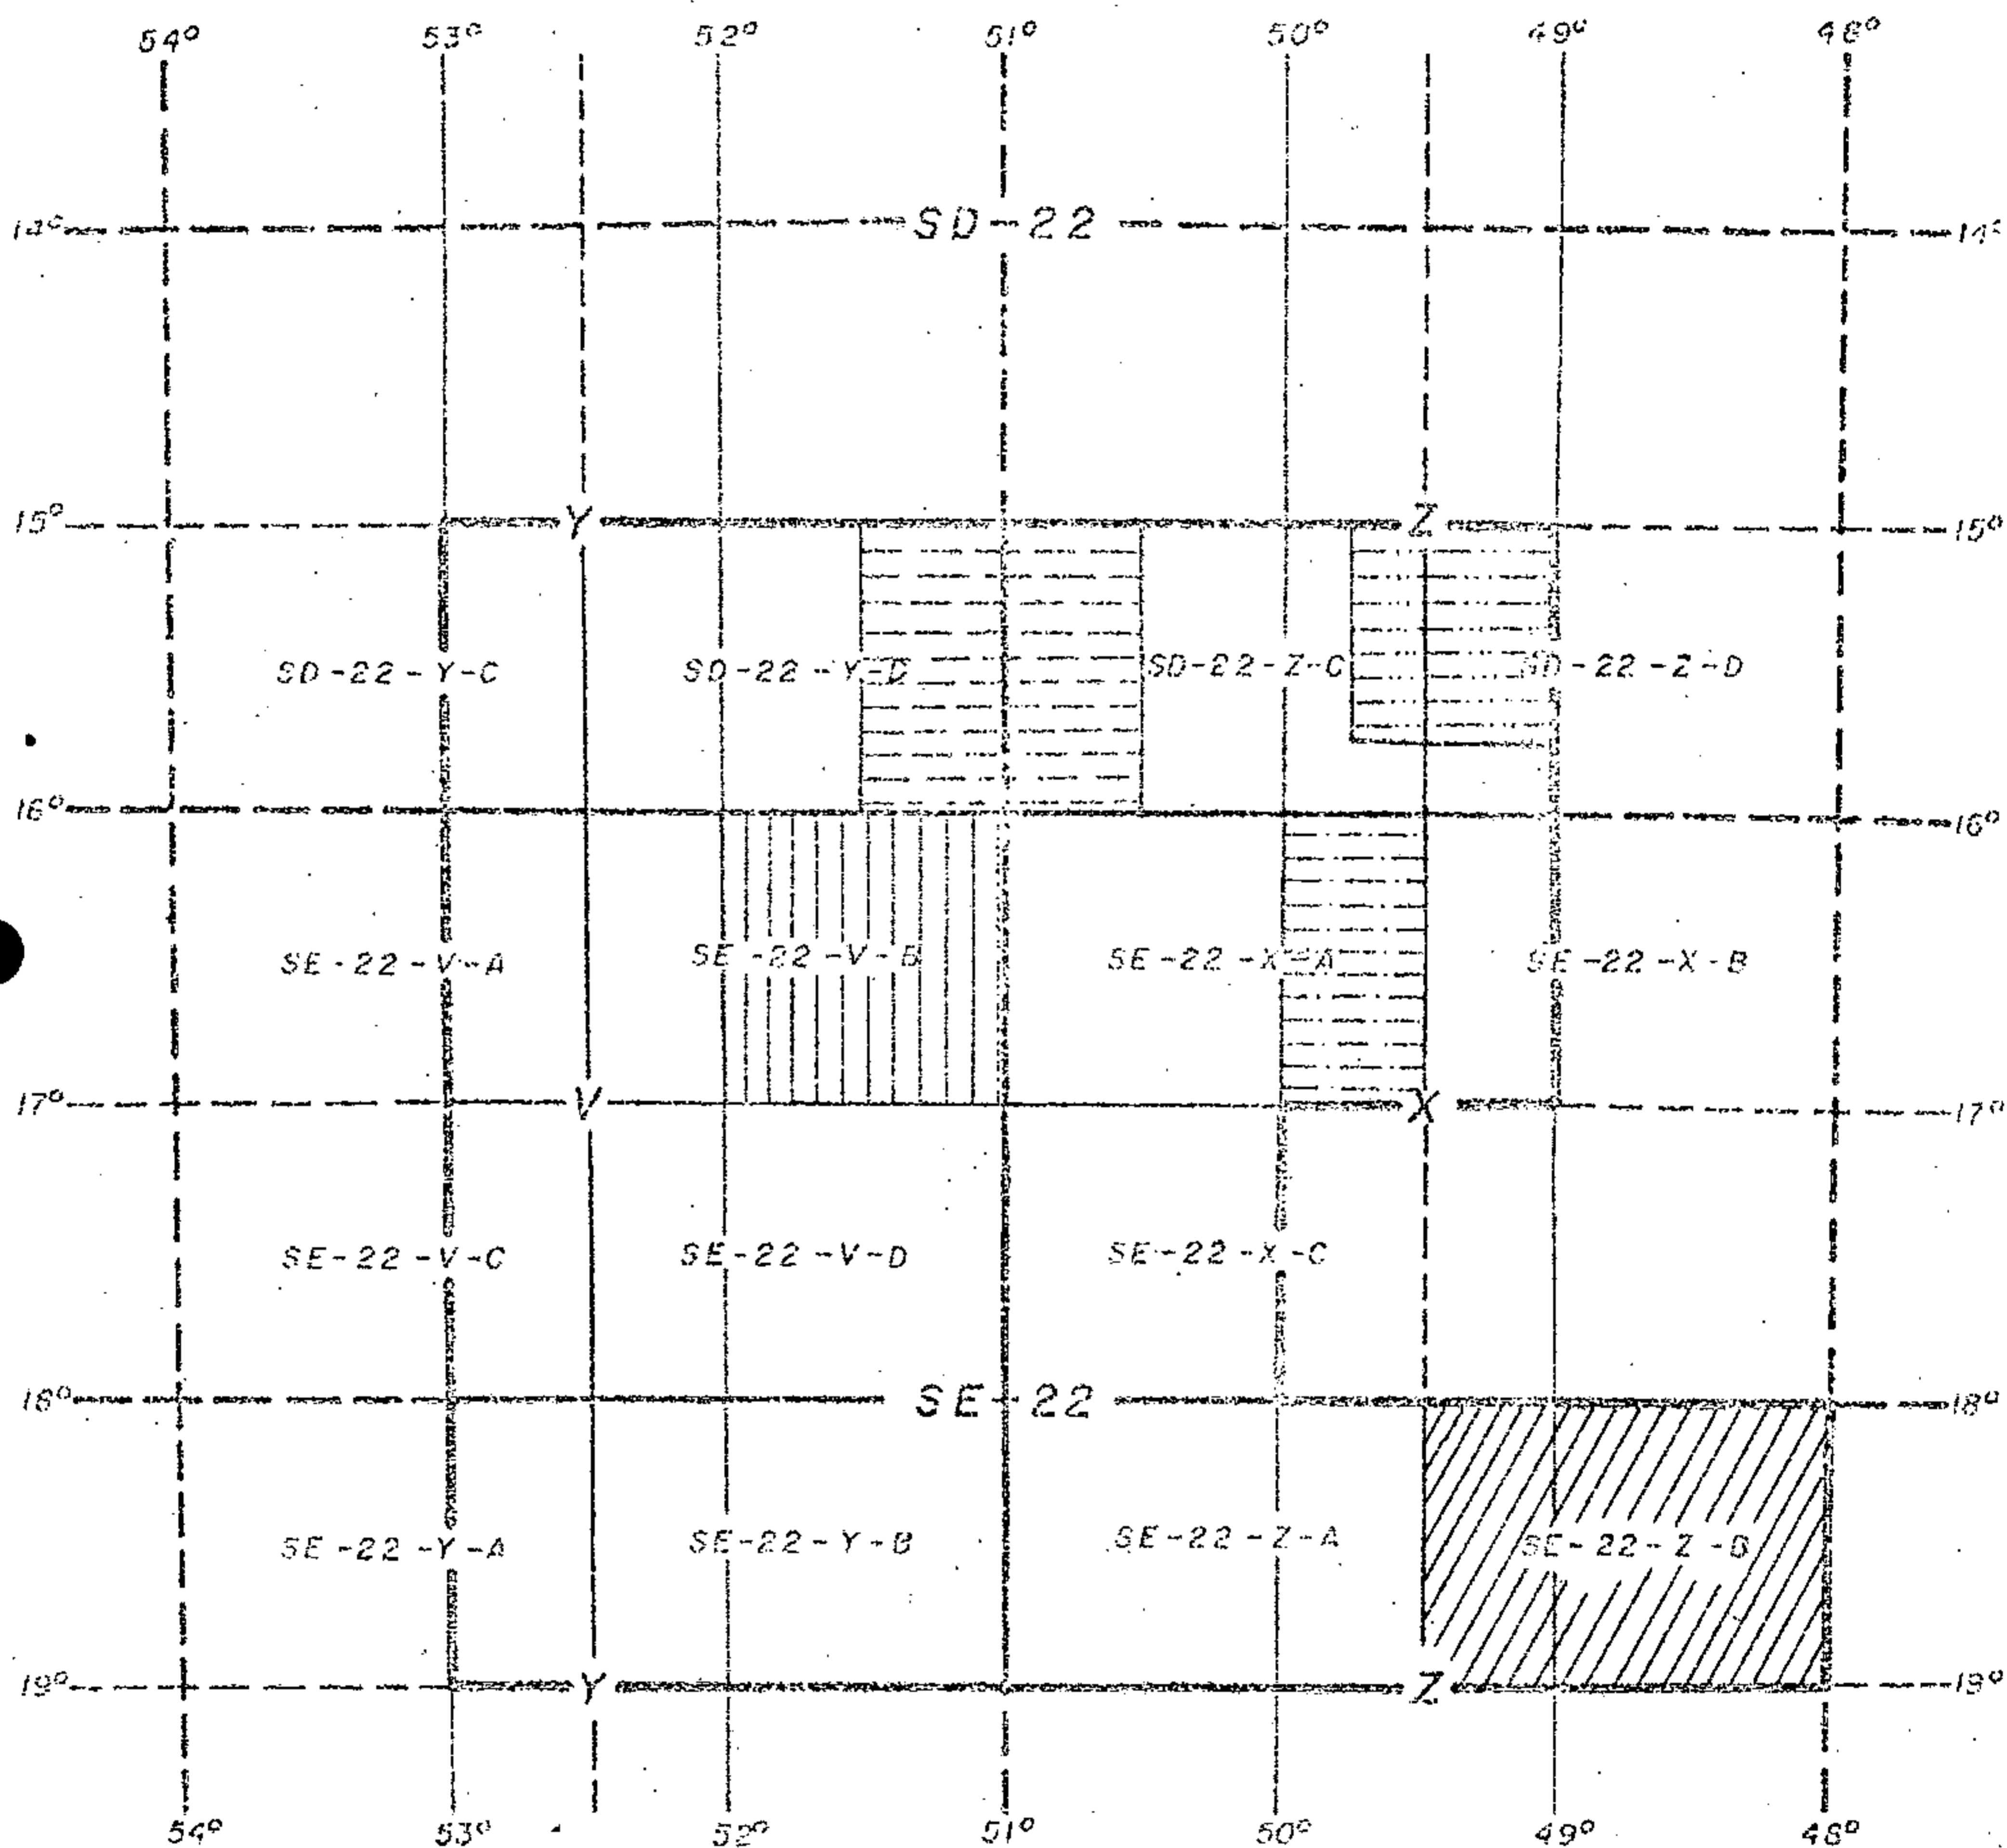 54° 53° 52° 51° 50° 49° 48°
14° SD-22 14°
15° Y Z 15°
SD-22-Y-C SD-22-Y-D SD-22-Z-C SD-22-Z-D
16° 16°
SE-22-V-A SE-22-V-B SE-22-X-A SE-22-X-B
17° V X 17°
SE-22-V-C SE-22-V-D SE-22-X-C
18° SE-22 18°
SE-22-Y-A SE-22-Y-B SE-22-Z-A SE-22-Z-B
19° Y Z 19°
54° 53° 52° 51° 50° 49° 48°